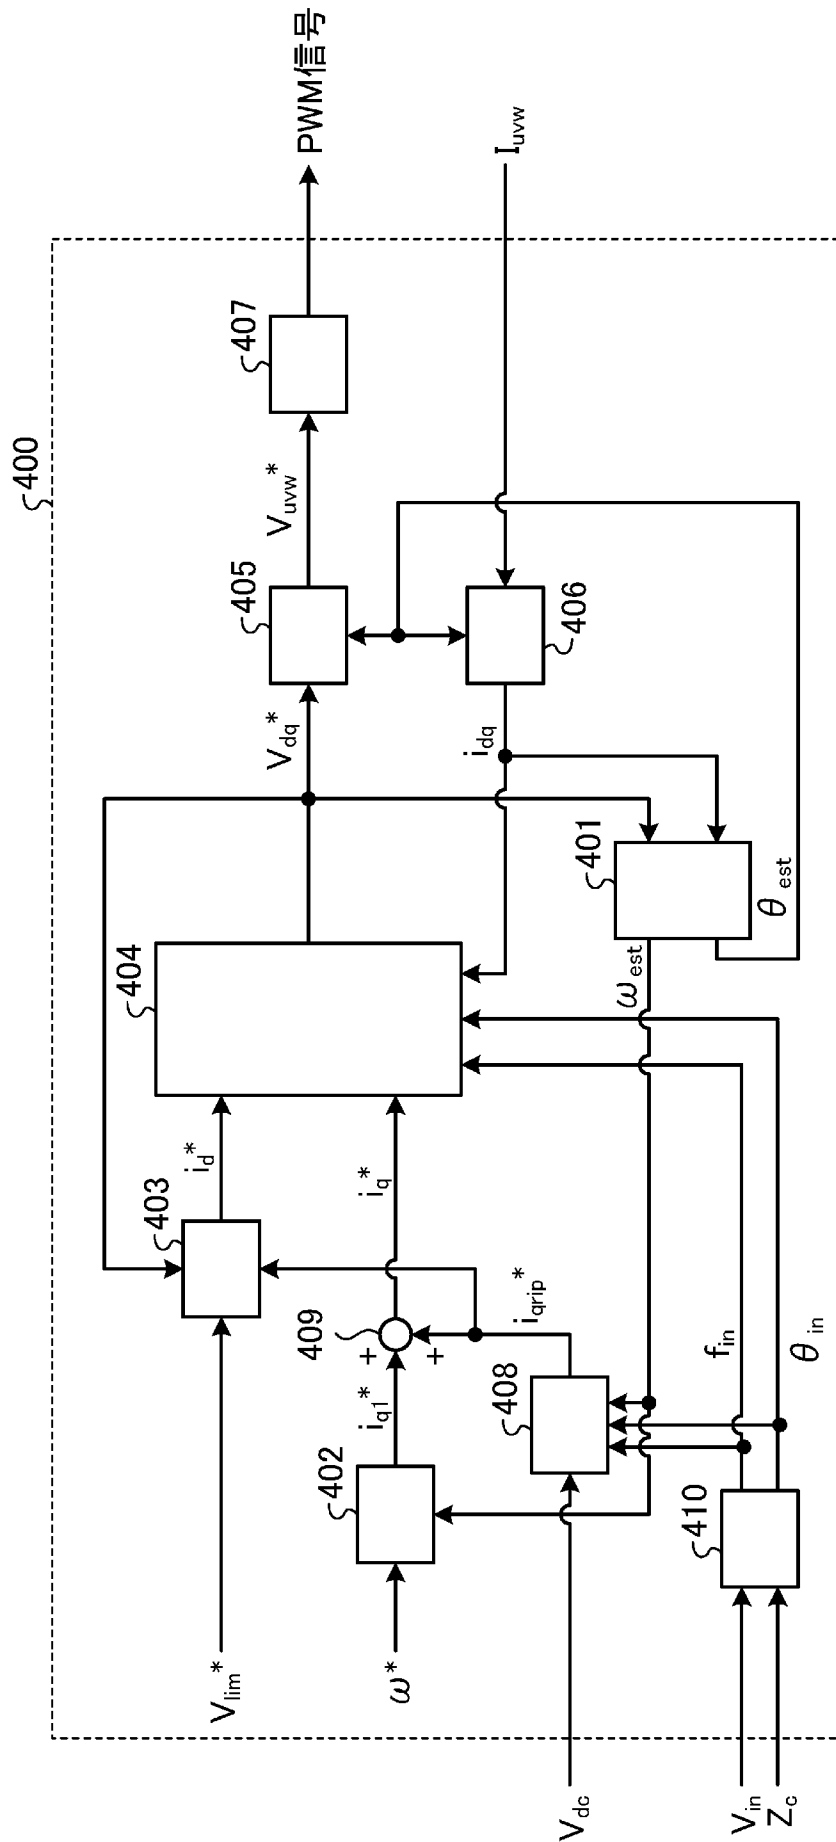 400
V_lim*
403
i_d*
404
V_dq*
405
V_uvw*
407
PWM信号
ω*
402
i_q1*
409
+
+
i_q*
i_dq
406
I_uvw
V_dc
408
i_qrip*
ω_est
401
θ_est
V_in
Z_c
410
f_in
θ_in